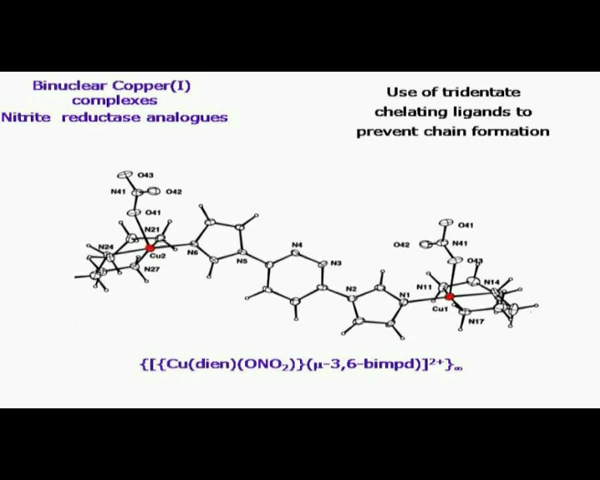 Binuclear Copper(I)
complexes
Nitrite reductase analogues
Use of tridentate
chelating ligands to
prevent chain formation
O43
N41 O42
O41
N21
N24 Cu2
N27 N6
N5
N4
N3
N2 N1
O41
O42 N41
O43
N11 N14
Cu1
N17
{[{Cu(dien)(ONO₂)}(μ-3,6-bimpd)]²⁺}∞